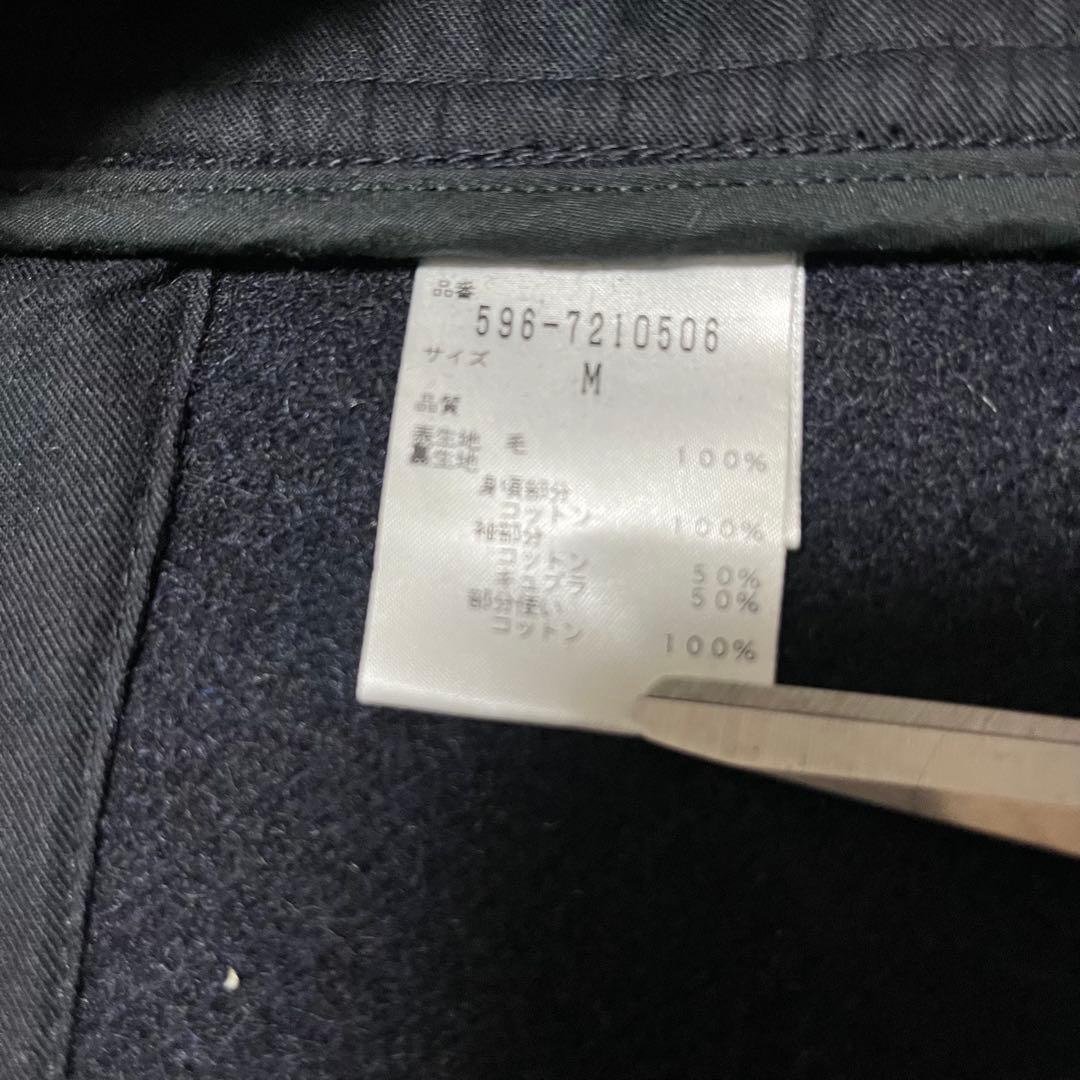 品番
596-7210506
サイズ
M
品質
表生地 毛 100%
裏生地
身頃部分
コットン 100%
袖部分
コットン 50%
キュプラ 50%
部分使い
コットン 100%